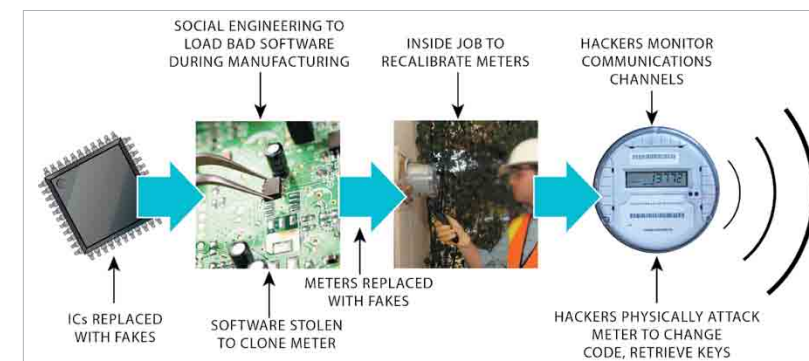 SOCIAL ENGINEERING TO
LOAD BAD SOFTWARE
DURING MANUFACTURING
INSIDE JOB TO
RECALIBRATE METERS
HACKERS MONITOR
COMMUNICATIONS
CHANNELS
13772
ICs REPLACED
WITH FAKES
SOFTWARE STOLEN
TO CLONE METER
METERS REPLACED
WITH FAKES
HACKERS PHYSICALLY ATTACK
METER TO CHANGE
CODE, RETRIEVE KEYS